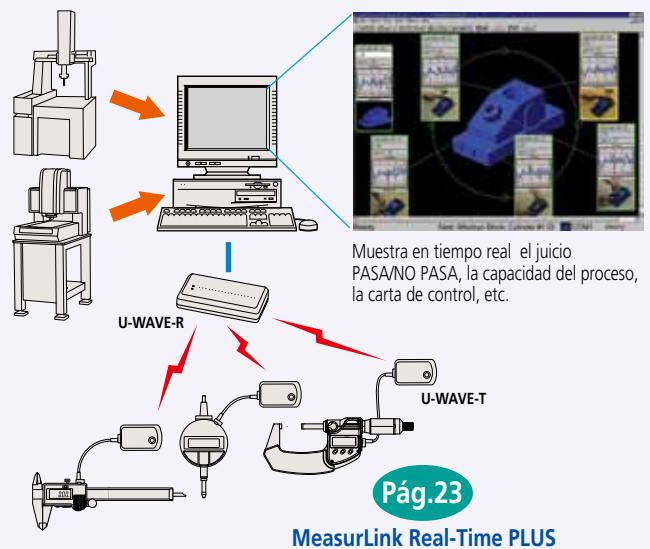 Muestra en tiempo real el juicio
PASA/NO PASA, la capacidad del proceso,
la carta de control, etc.
U-WAVE-R
U-WAVE-T
Pág.23
MeasurLink Real-Time PLUS